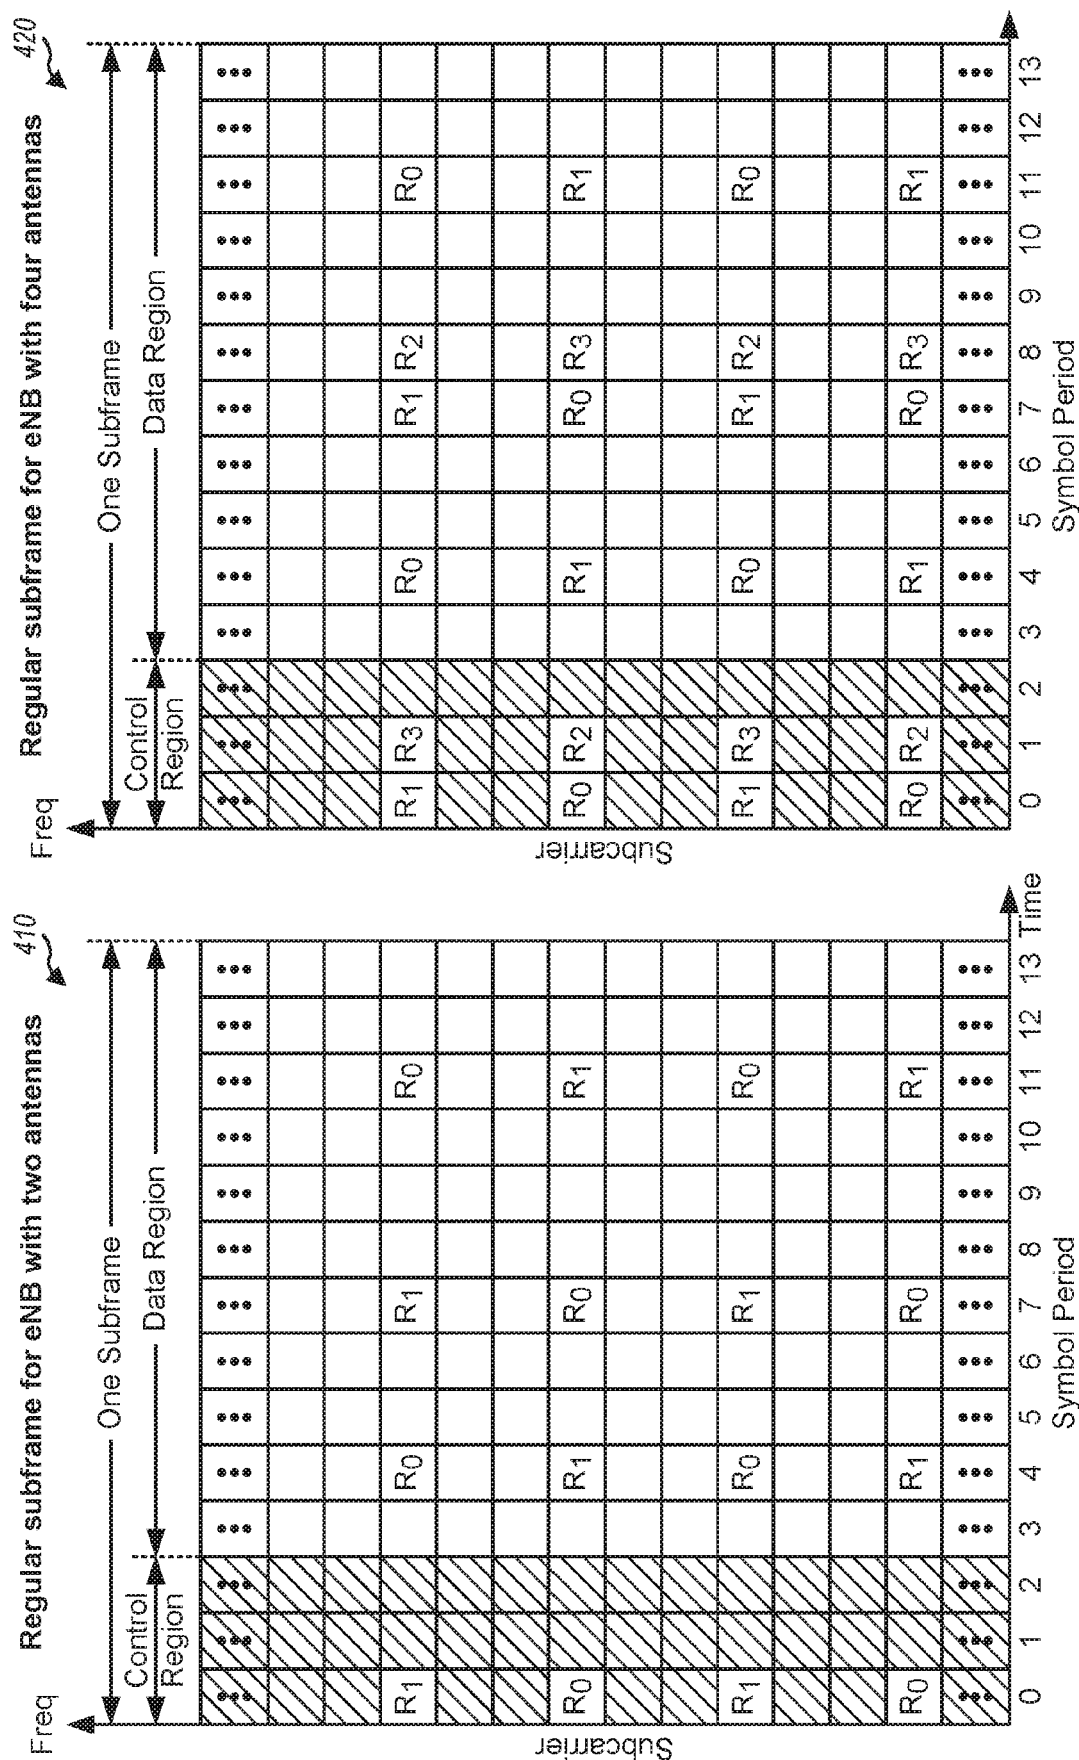 Regular subframe for eNB with two antennas
410
Freq
One Subframe
Control
Region
Data Region
Subcarrier
••• ••• ••• ••• ••• ••• ••• ••• ••• ••• ••• ••• ••• •••
R1 R0 R1 R0
R0 R1 R0 R1
R1 R0 R1 R0
R0 R1 R0 R1
••• ••• ••• ••• ••• ••• ••• ••• ••• ••• ••• ••• ••• •••
Time
0 1 2 3 4 5 6 7 8 9 10 11 12 13
Symbol Period
Regular subframe for eNB with four antennas
420
Freq
One Subframe
Control
Region
Data Region
Subcarrier
••• ••• ••• ••• ••• ••• ••• ••• ••• ••• ••• ••• ••• •••
R1 R3 R0 R1 R2 R0
R0 R2 R1 R0 R3 R1
R1 R3 R0 R1 R2 R0
R0 R2 R1 R0 R3 R1
••• ••• ••• ••• ••• ••• ••• ••• ••• ••• ••• ••• ••• •••
0 1 2 3 4 5 6 7 8 9 10 11 12 13
Symbol Period